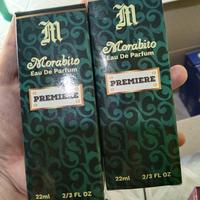 M
Morabito
EAU DE PARFUM
PREMIERE
22ml 2/3 FL OZ
M
Morabito
EAU DE PARFUM
PREMIERE
22ml 2/3 FL OZ